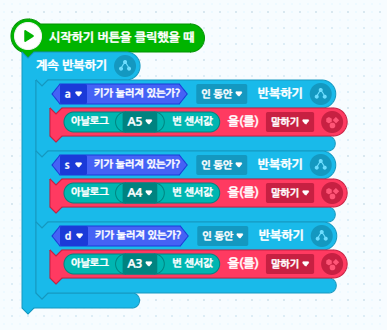 시작하기 버튼을 클릭했을 때
계속 반복하기
a 키가 눌러져 있는가? 인 동안 반복하기
아날로그 A5 번 센서값 을(를) 말하기
s 키가 눌러져 있는가? 인 동안 반복하기
아날로그 A4 번 센서값 을(를) 말하기
d 키가 눌러져 있는가? 인 동안 반복하기
아날로그 A3 번 센서값 을(를) 말하기